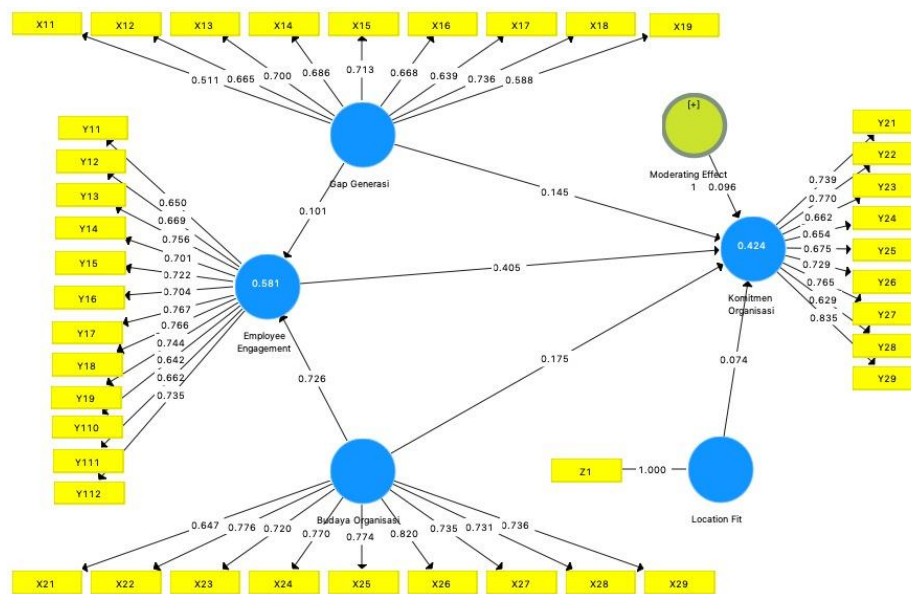 X11 X12 X13 X14 X15 X16 X17 X18 X19
0.511 0.665 0.700 0.686 0.713 0.668 0.639 0.736 0.588
Gap Generasi
[+]
Moderating Effect
1
0.096
0.145
0.101
Y11
Y12
Y13
Y14
Y15
Y16
Y17
Y18
Y19
Y110
Y111
Y112
0.650
0.669
0.756
0.701
0.722
0.704
0.767
0.766
0.744
0.642
0.662
0.735
0.581
Employee
Engagement
0.405
0.726
0.175
0.424
Komitmen
Organisasi
0.739
0.770
0.662
0.654
0.675
0.729
0.765
0.629
0.835
Y21
Y22
Y23
Y24
Y25
Y26
Y27
Y28
Y29
0.074
Z1
1.000
Location Fit
Budaya Organisasi
0.647 0.776 0.720 0.770 0.774 0.820 0.735 0.731 0.736
X21 X22 X23 X24 X25 X26 X27 X28 X29